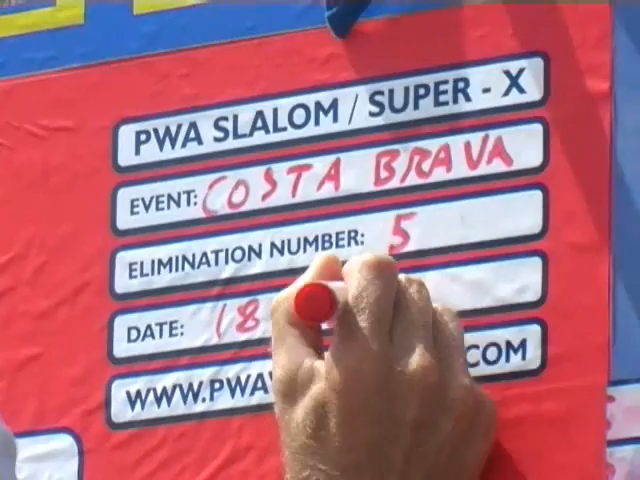 PWA SLALOM / SUPER - X
EVENT: COSTA BRAVA
ELIMINATION NUMBER: 5
DATE: 18
WWW.PWA COM